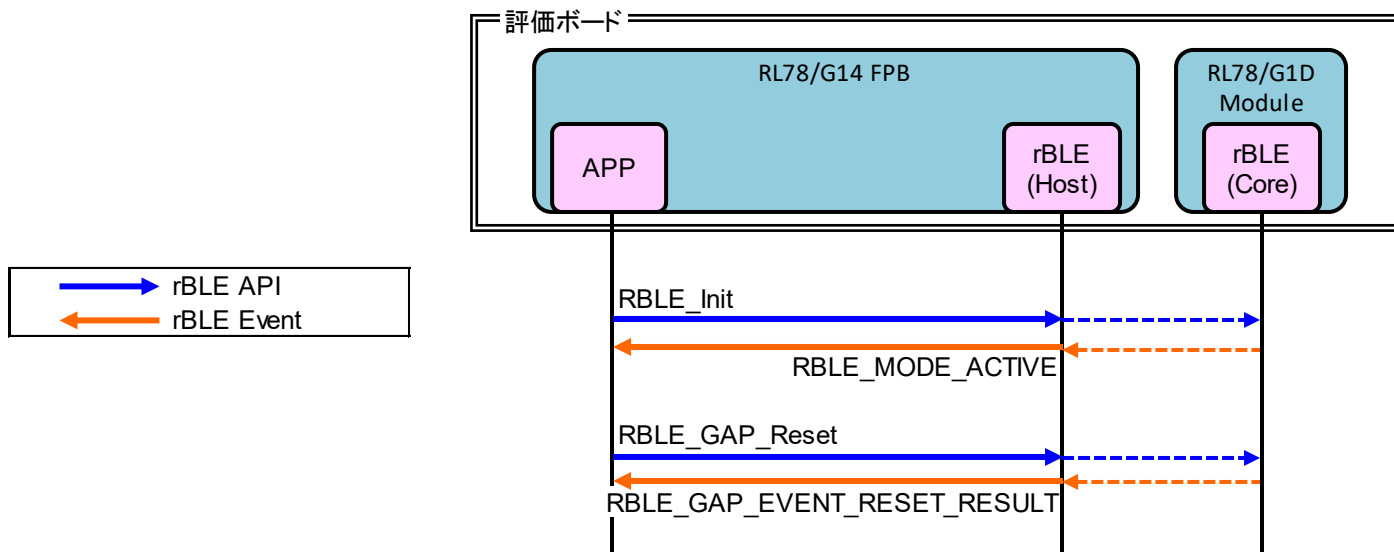 評価ボード
RL78/G14 FPB
RL78/G1D
Module
APP
rBLE
(Host)
rBLE
(Core)
rBLE API
rBLE Event
RBLE_Init
RBLE_MODE_ACTIVE
RBLE_GAP_Reset
RBLE_GAP_EVENT_RESET_RESULT